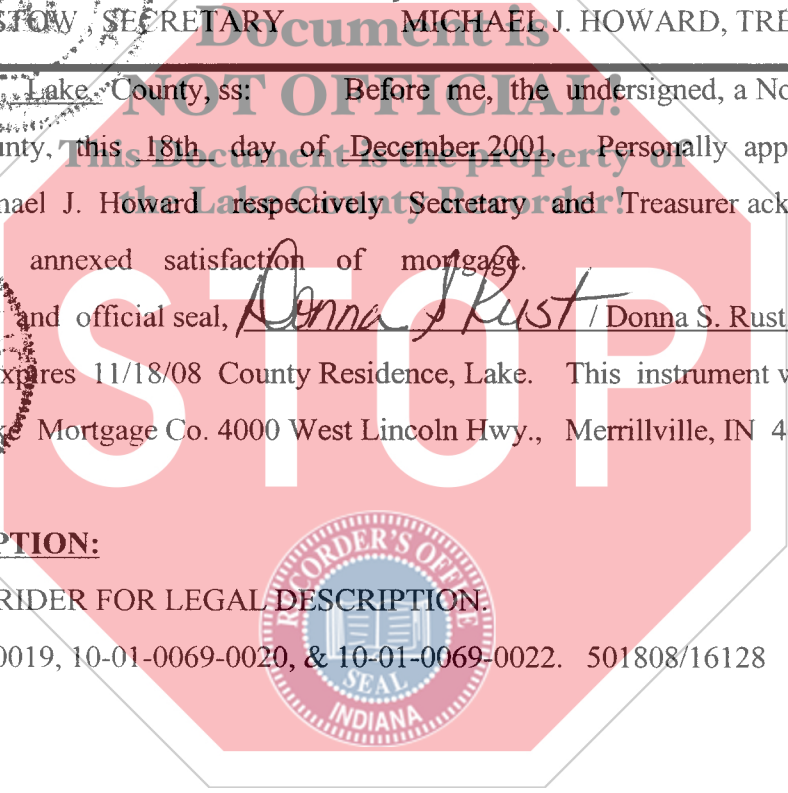 STOW, SECRETARY MICHAEL J. HOWARD, TRE
Document is
Lake County, ss: Before me, the undersigned, a No
NOT OFFICIAL!
unty, this 18th day of December 2001. Personally app
This Document is the property of
hael J. Howard respectively Secretary and Treasurer ack
the Lake County Recorder!
annexed satisfaction of mortgage.
and official seal, Donna S Rust / Donna S. Rust
expires 11/18/08 County Residence, Lake. This instrument w
ke Mortgage Co. 4000 West Lincoln Hwy., Merrillville, IN 4
STOP
PTION:
RIDER FOR LEGAL DESCRIPTION.
0019, 10-01-0069-0020, & 10-01-0069-0022. 501808/16128
RECORDER'S OFFICE
SEAL
INDIANA